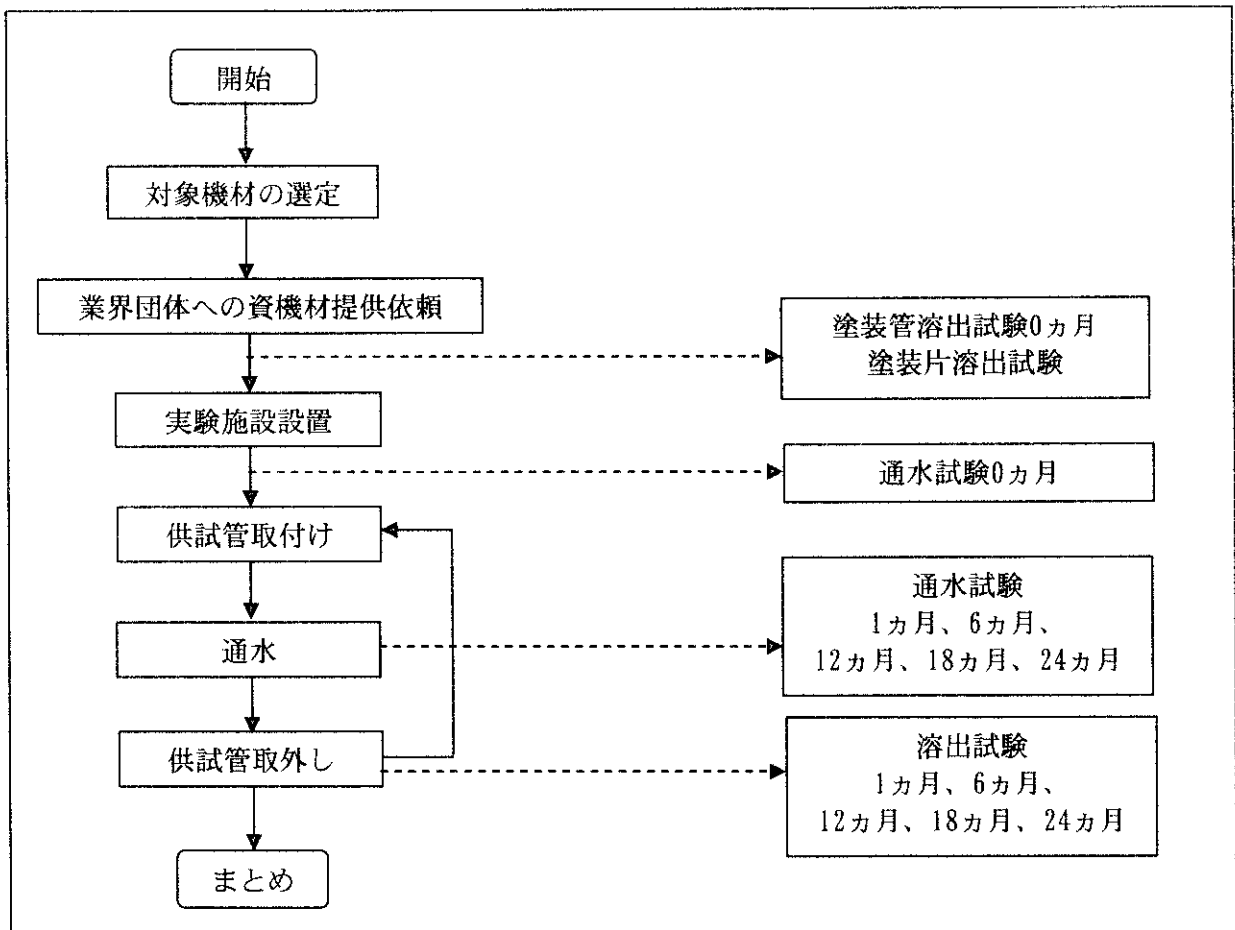 開始
対象機材の選定
業界団体への資機材提供依頼
塗装管溶出試験0ヵ月
塗装片溶出試験
実験施設設置
通水試験0ヵ月
供試管取付け
通水試験
1ヵ月、6ヵ月、
12ヵ月、18ヵ月、24ヵ月
通水
供試管取外し
溶出試験
1ヵ月、6ヵ月、
12ヵ月、18ヵ月、24ヵ月
まとめ